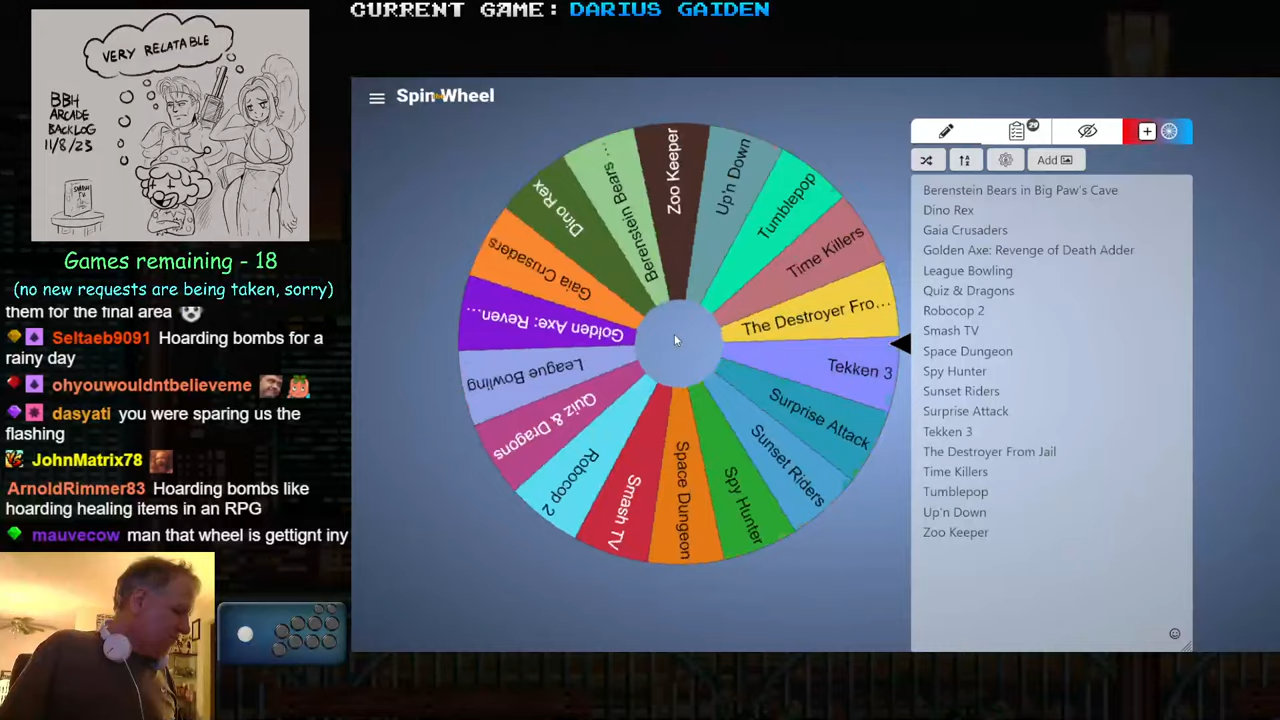 CURRENT GAME: DARIUS GAIDEN
VERY RELATABLE
BBH
ARCADE
BACKLOG
11/8/23
SMASH
TV
Games remaining - 18
(no new requests are being taken, sorry)
them for the final area
Seltaeb9091 Hoarding bombs for a
rainy day
ohyouwouldntbelieveme
dasyati you were sparing us the
flashing
JohnMatrix78
ArnoldRimmer83 Hoarding bombs like
hoarding healing items in an RPG
mauvecow man that wheel is gettignt iny
Spin the Wheel
Zoo Keeper
Up'n Down
Tumblepop
Time Killers
The Destroyer Fro...
Tekken 3
Surprise Attack
Sunset Riders
Spy Hunter
Space Dungeon
Smash TV
Robocop 2
Quiz & Dragons
League Bowling
Golden Axe: Reven...
Gaia Crusaders
Dino Rex
Berenstein Bears ...
29
Add
Berenstein Bears in Big Paw's Cave
Dino Rex
Gaia Crusaders
Golden Axe: Revenge of Death Adder
League Bowling
Quiz & Dragons
Robocop 2
Smash TV
Space Dungeon
Spy Hunter
Sunset Riders
Surprise Attack
Tekken 3
The Destroyer From Jail
Time Killers
Tumblepop
Up'n Down
Zoo Keeper